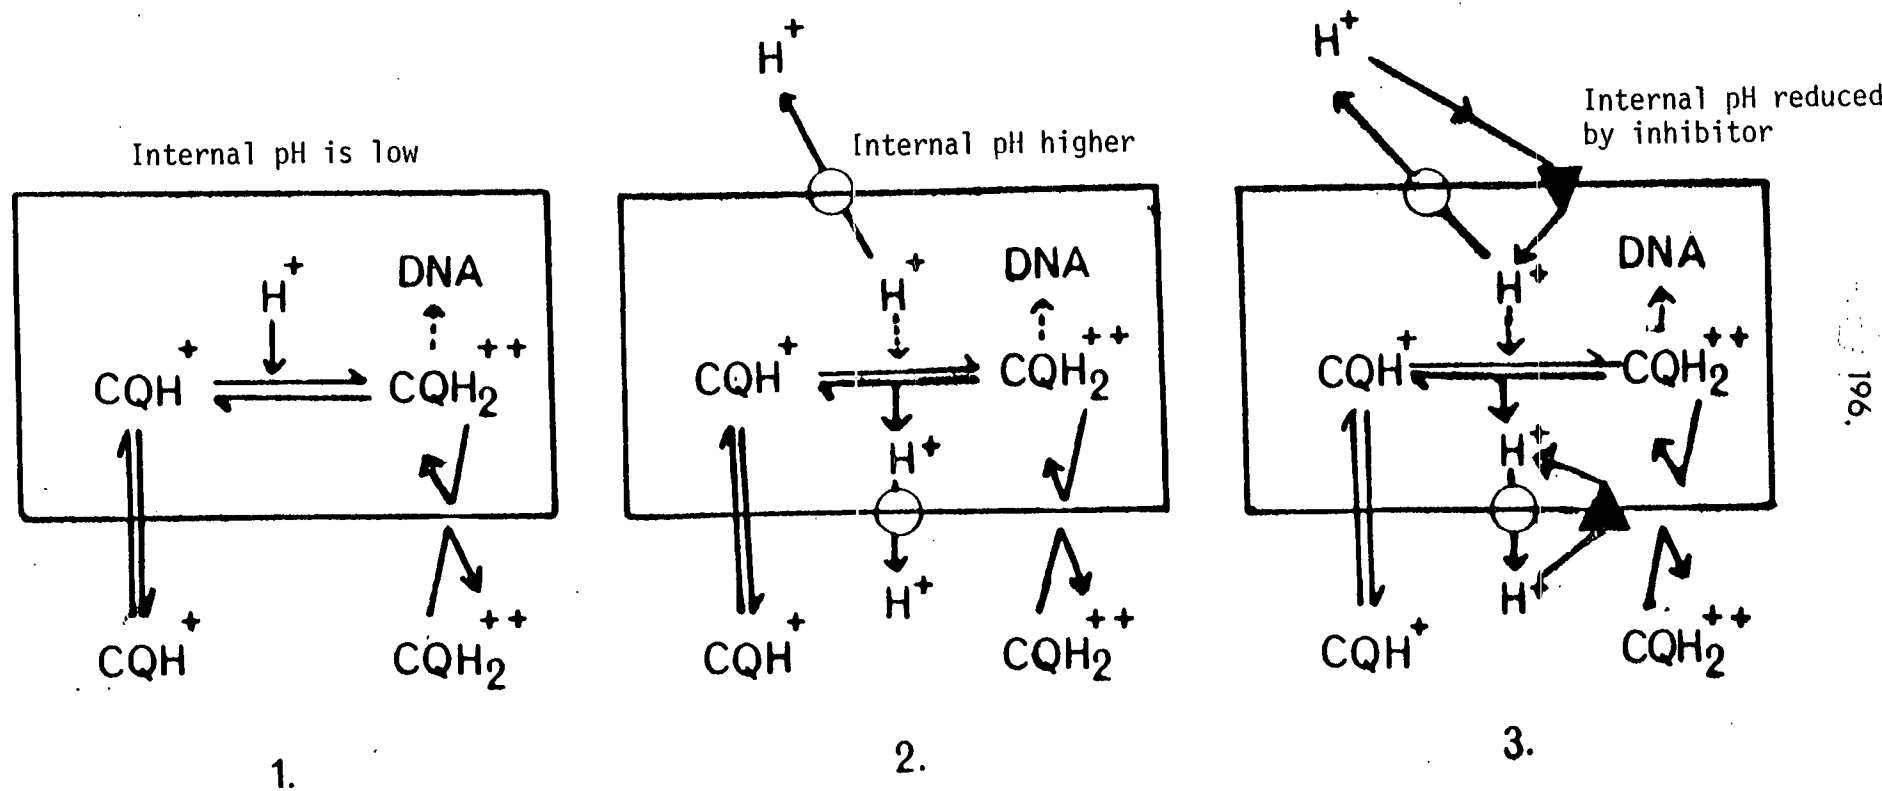 Internal pH is low
H⁺
DNA
CQH⁺
CQH₂⁺⁺
CQH⁺
CQH₂⁺⁺
1.
H⁺
Internal pH higher
H⁺
DNA
CQH⁺
CQH₂⁺⁺
H⁺
H⁺
CQH⁺
CQH₂⁺⁺
2.
H⁺
Internal pH reduced
by inhibitor
H⁺
DNA
CQH⁺
CQH₂⁺⁺
H⁺
H⁺
CQH⁺
CQH₂⁺⁺
3.
196.